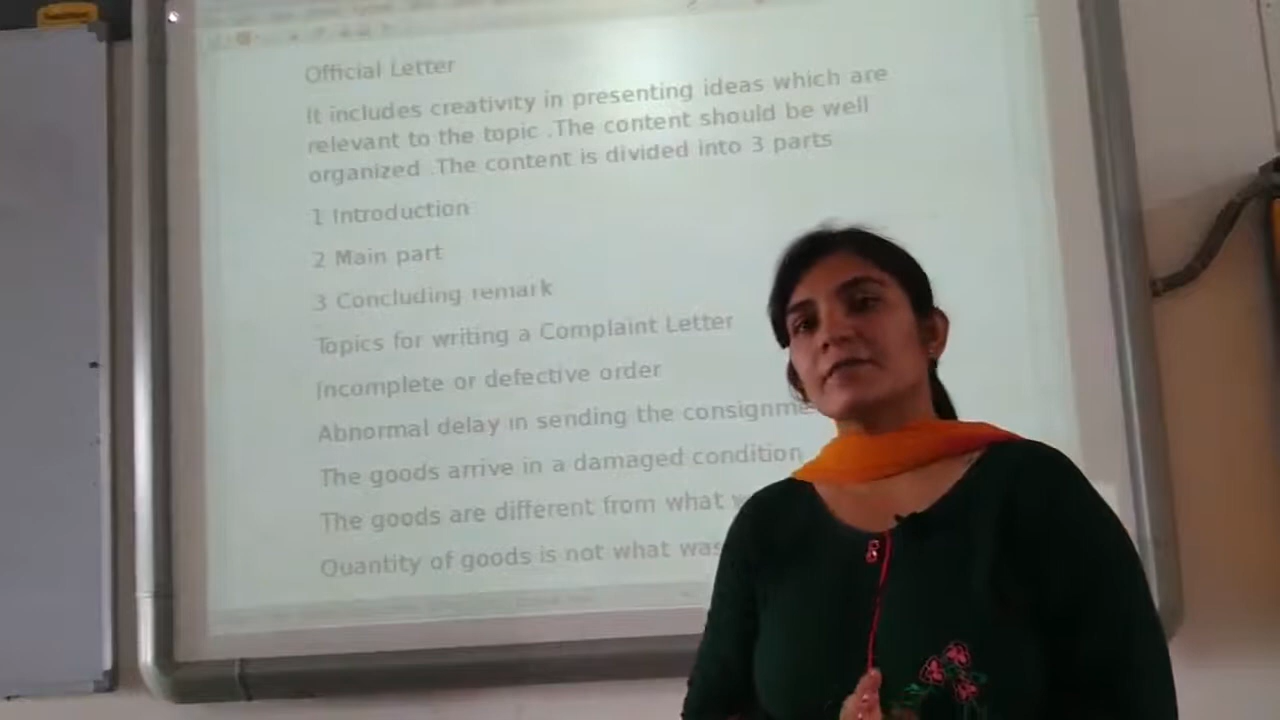 Official Letter
It includes creativity in presenting ideas which are
relevant to the topic .The content should be well
organized .The content is divided into 3 parts
1 Introduction
2 Main part
3 Concluding remark
Topics for writing a Complaint Letter
Incomplete or defective order
Abnormal delay in sending the
The goods arrive in a damaged condition
The goods are different from what
Quantity of goods is not what was